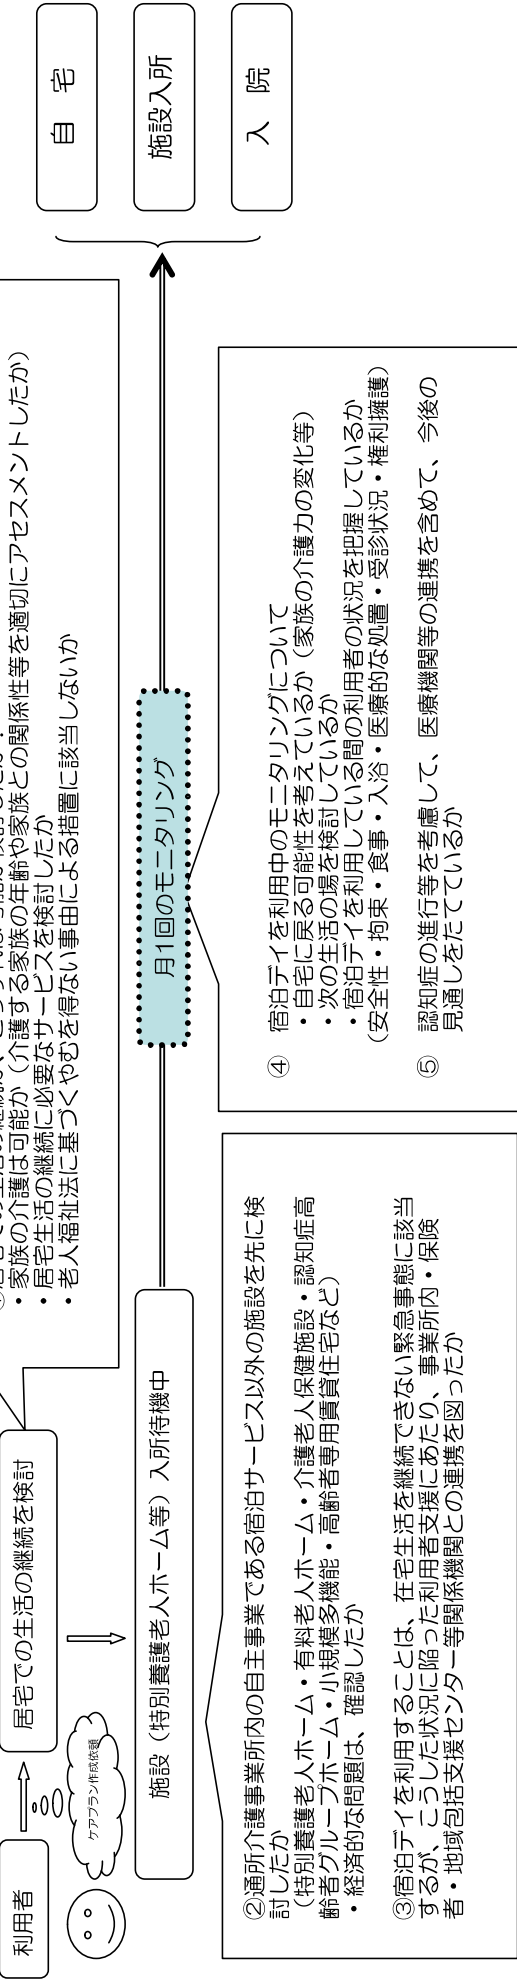 利用者
ケアプラン作成依頼
居宅での生活の継続を検討
・家族の介護は可能か（介護する家族の年齢や家族との関係性等を適切にアセスメントしたか）
・居宅生活の継続に必要なサービスを検討したか
・老人福祉法に基づくやむを得ない事由による措置に該当しないか
施設（特別養護老人ホーム等）入所待機中
月1回のモニタリング
自　宅
施設入所
入　院
②通所介護事業所内の自主事業である宿泊サービス以外の施設を先に検
討したか
（特別養護老人ホーム・有料老人ホーム・介護老人保健施設・認知症高
齢者グループホーム・小規模多機能・高齢者専用賃貸住宅など）
・経済的な問題は、確認したか
③宿泊デイを利用することは、在宅生活を継続できない緊急事態に該当
するが、こうした状況に陥った利用者支援にあたり、事業所内・保険
者・地域包括支援センター等関係機関との連携を図ったか
④　宿泊デイを利用中のモニタリングについて
・自宅に戻る可能性を考えているか（家族の介護力の変化等）
・次の生活の場を検討しているか
・宿泊デイを利用している間の利用者の状況を把握しているか
（安全性・拘束・食事・入浴・医療的な処置・受診状況・権利擁護）
⑤　認知症の進行等を考慮して、医療機関等の連携を含めて、今後の
見通しをたてているか